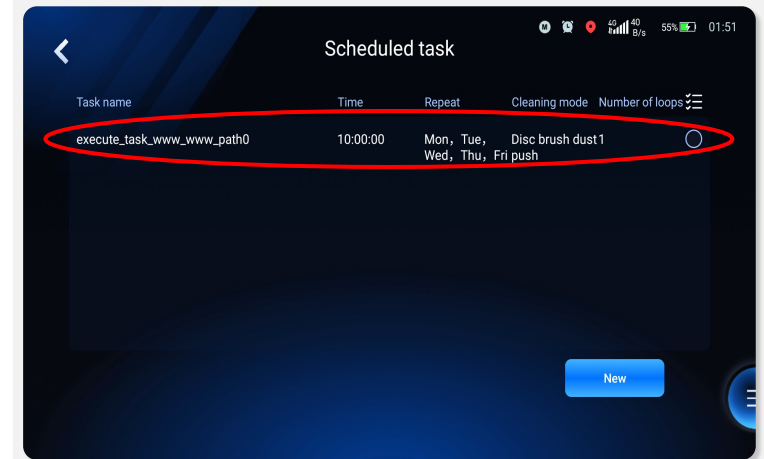 M 4G 40 B/s 55% 01:51
Scheduled task
Task name Time Repeat Cleaning mode Number of loops
execute_task_www_www_path0 10:00:00 Mon, Tue, Disc brush dust 1
Wed, Thu, Fri push
New